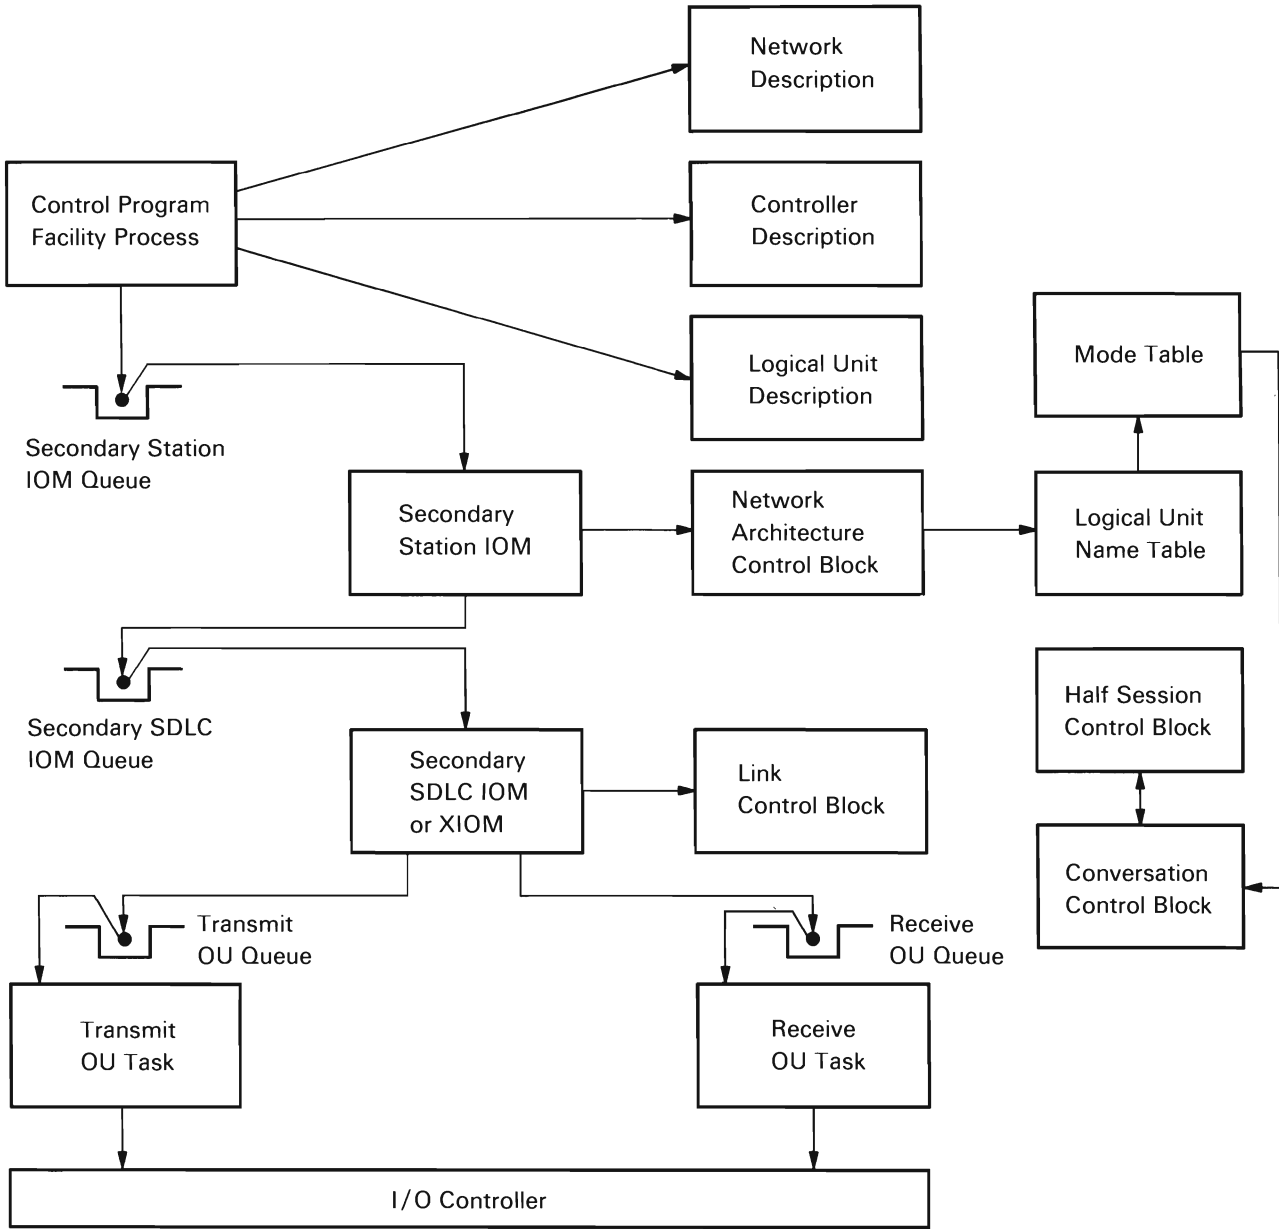 Network
Description
Control Program
Facility Process
Controller
Description
Logical Unit
Description
Mode Table
Secondary Station
IOM Queue
Secondary
Station IOM
Network
Architecture
Control Block
Logical Unit
Name Table
Secondary SDLC
IOM Queue
Half Session
Control Block
Secondary
SDLC IOM
or XIOM
Link
Control Block
Conversation
Control Block
Transmit
OU Queue
Receive
OU Queue
Transmit
OU Task
Receive
OU Task
I/O Controller